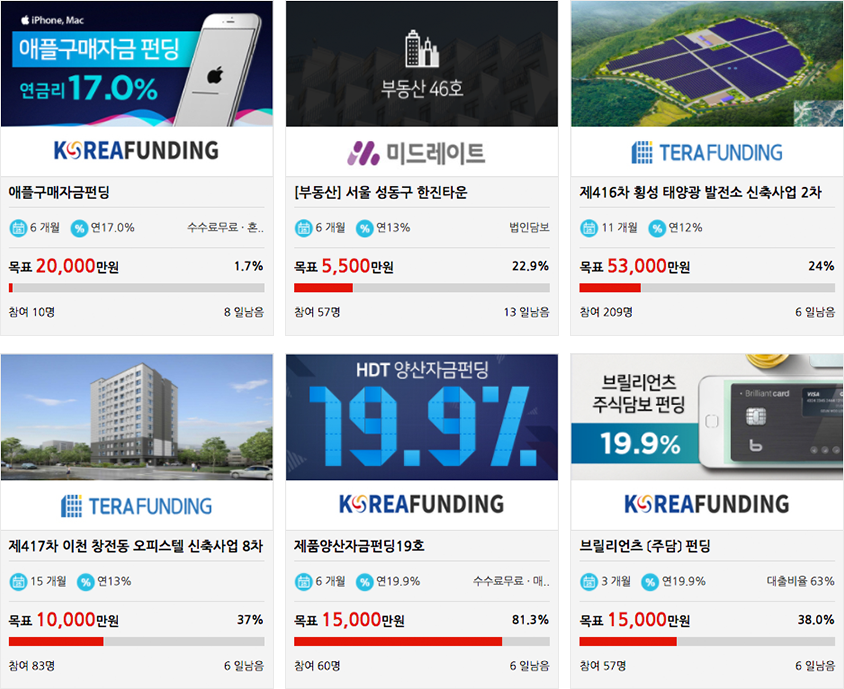 iPhone, Mac
애플구매자금 펀딩
연금리 17.0%
KOREAFUNDING
애플구매자금펀딩
6 개월 % 연17.0% 수수료무료 · 혼..
목표 20,000만원 1.7%
참여 10명 8 일남음
부동산 46호
미드레이트
[부동산] 서울 성동구 한진타운
6 개월 % 연13% 법인담보
목표 5,500만원 22.9%
참여 57명 13 일남음
TERAFUNDING
제416차 횡성 태양광 발전소 신축사업 2차
11 개월 % 연12%
목표 53,000만원 24%
참여 209명 6 일남음
TERAFUNDING
제417차 이천 창전동 오피스텔 신축사업 8차
15 개월 % 연13%
목표 10,000만원 37%
참여 83명 6 일남음
HDT 양산자금펀딩
19.9%
KOREAFUNDING
제품양산자금펀딩19호
6 개월 % 연19.9% 수수료무료 · 매..
목표 15,000만원 81.3%
참여 60명 6 일남음
브릴리언츠
주식담보 펀딩
19.9%
Brilliant card
VISA
KOREAFUNDING
브릴리언츠 (주담) 펀딩
3 개월 % 연19.9% 대출비율 63%
목표 15,000만원 38.0%
참여 57명 6 일남음